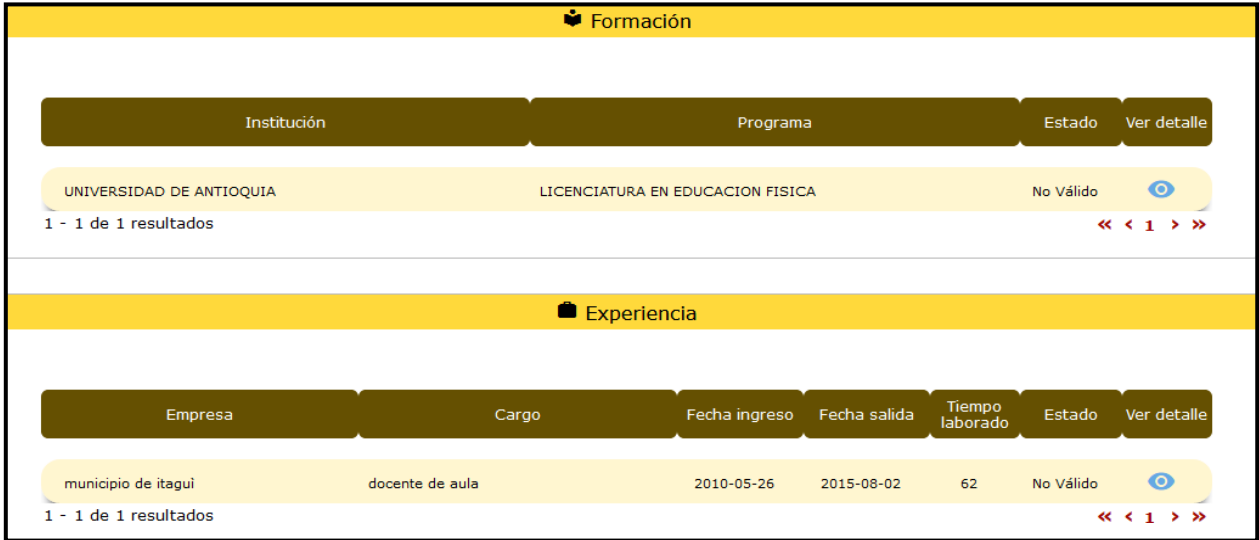 Formación
Institución Programa Estado Ver detalle
UNIVERSIDAD DE ANTIOQUIA LICENCIATURA EN EDUCACION FISICA No Válido
1 - 1 de 1 resultados « ‹ 1 › »
Experiencia
Empresa Cargo Fecha ingreso Fecha salida Tiempo laborado Estado Ver detalle
municipio de itaguì docente de aula 2010-05-26 2015-08-02 62 No Válido
1 - 1 de 1 resultados « ‹ 1 › »